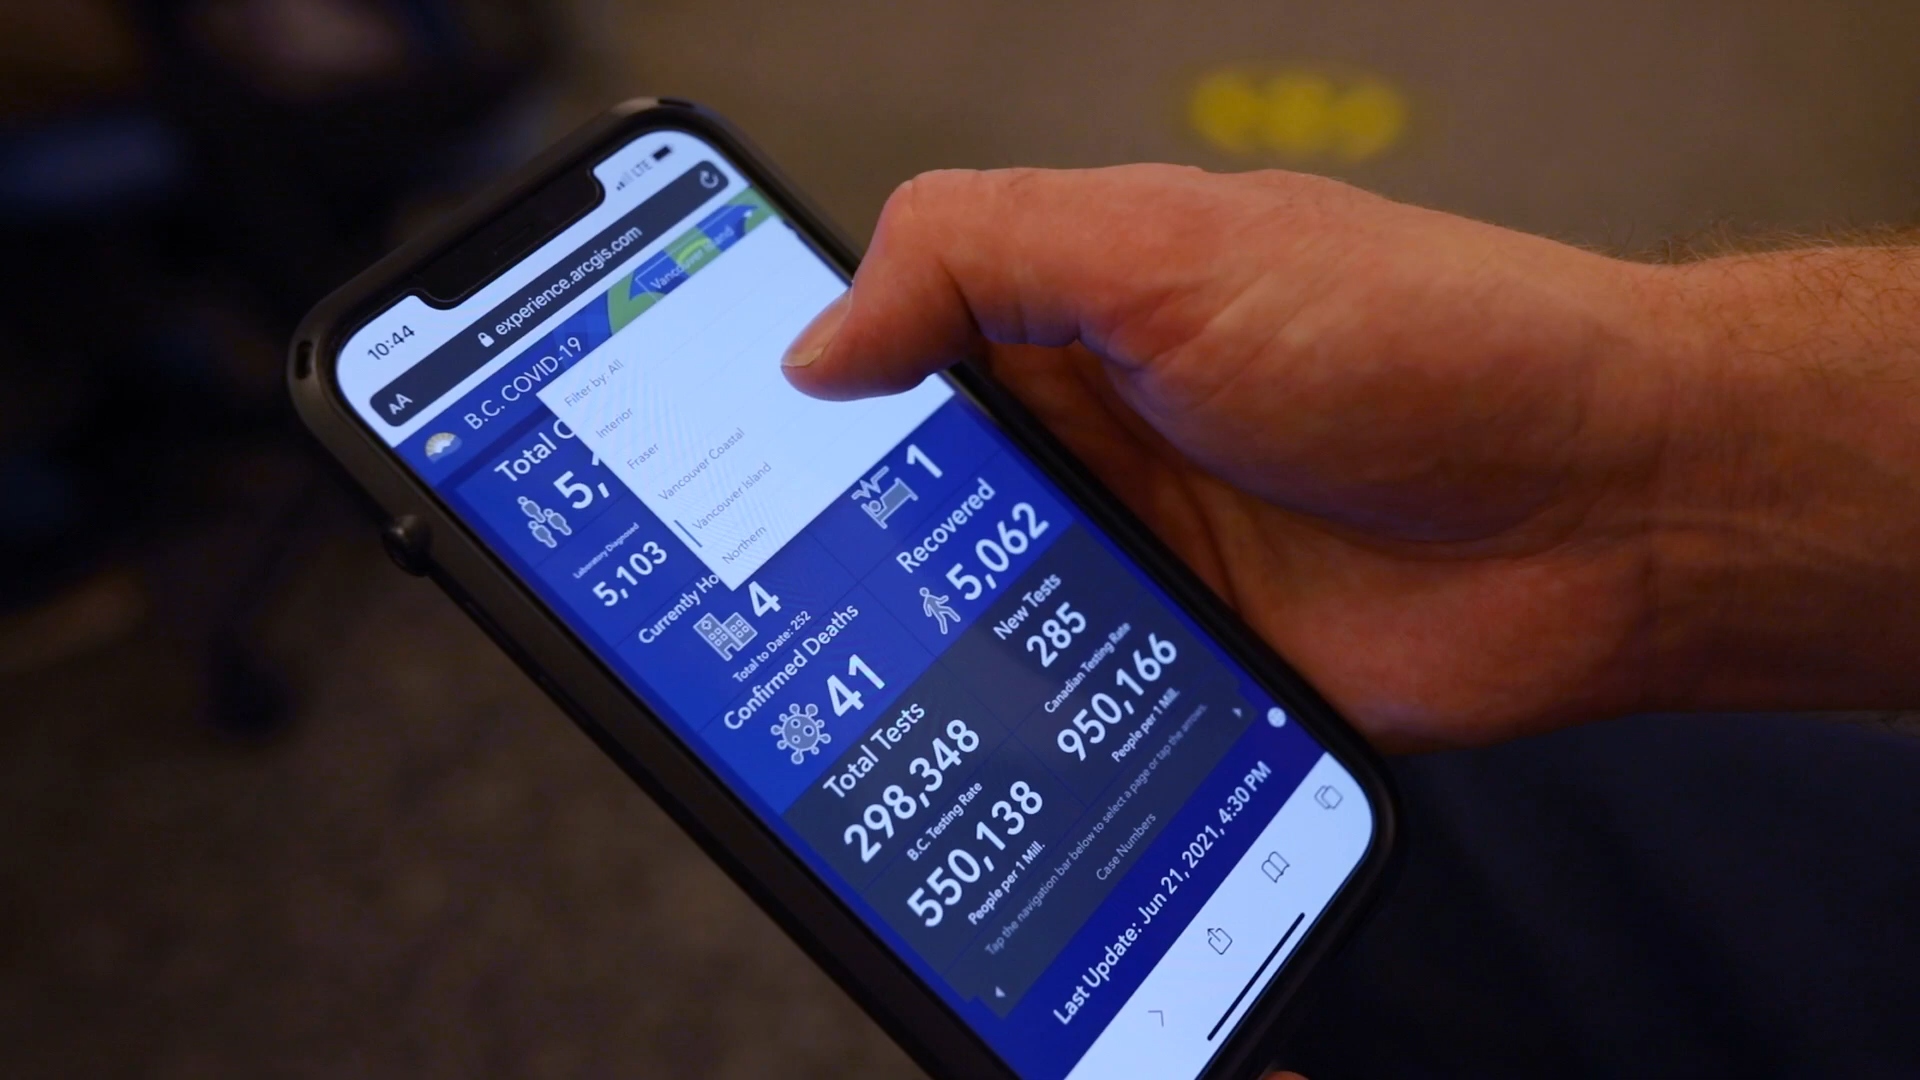 10:44
LTE
AA
experience.arcgis.com
B.C. COVID-19
Vancouver Island
Filter by: All
Interior
Fraser
Vancouver Coastal
Vancouver Island
Northern
Total
5,
Laboratory Diagnosed
5,103
Currently
4
Total to Date: 252
1
Confirmed Deaths
41
Recovered
5,062
Total Tests
298,348
New Tests
285
B.C. Testing Rate
550,138
People per 1 Mill.
Canadian Testing Rate
950,166
People per 1 Mill.
Tap the navigation bar below to select a page or tap the arrows.
Case Numbers
Last Update: Jun 21, 2021, 4:30 PM